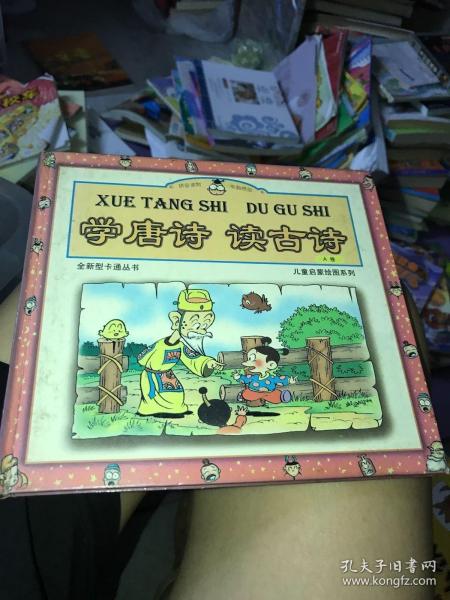 XUE TANG SHI DU GU SHI
学唐诗 读古诗
A 卷
全新型卡通丛书
儿童启蒙绘图系列
孔夫子旧书网
www.kongfz.com